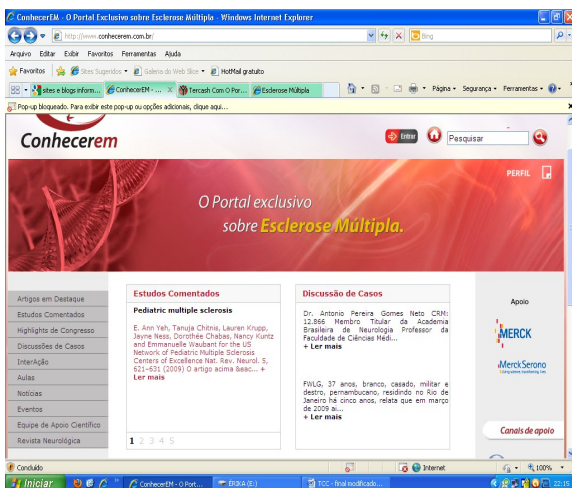 ConhecerEM - O Portal Exclusivo sobre Esclerose Múltipla - Windows Internet Explorer
http://www.conhecerem.com.br/
Bing
Arquivo Editar Exibir Favoritos Ferramentas Ajuda
Favoritos Sites Sugeridos Galeria do Web Slice HotMail gratuito
sites e blogs inform... ConhecerEM - ... Tercash Com O Por... Esclerose Múltipla Página Segurança Ferramentas
Pop-up bloqueado. Para exibir este pop-up ou opções adicionais, clique aqui...
Conhecerem
Entrar
Pesquisar
PERFIL
O Portal exclusivo
sobre Esclerose Múltipla.
Artigos em Destaque
Estudos Comentados
Highlights de Congresso
Discussões de Casos
InterAção
Aulas
Notícias
Eventos
Equipe de Apoio Científico
Revista Neurológica
Estudos Comentados
Pediatric multiple sclerosis
E. Ann Yeh, Tanuja Chitnis, Lauren Krupp,
Jayne Ness, Dorothée Chabas, Nancy Kuntz
and Emmanuelle Waubant for the US
Network of Pediatric Multiple Sclerosis
Centers of Excellence Nat. Rev. Neurol. 5,
621–631 (2009) O artigo acima &eac... +
Ler mais
1 2 3 4 5
Discussão de Casos
Dr. Antonio Pereira Gomes Neto CRM:
12.866 Membro Titular da Academia
Brasileira de Neurologia Professor da
Faculdade de Ciências Médi...
+ Ler mais
FWLG, 37 anos, branco, casado, militar e
destro, pernambucano, residindo no Rio de
Janeiro há cinco anos, relata que em março
de 2009 ai...
+ Ler mais
Apoio
MERCK
MerckSerono
Canais de apoio
Concluído
Internet
100%
Iniciar
ConhecerEM - O Port...
ÉRIKA (E:)
TCC - final modificado...
22:15